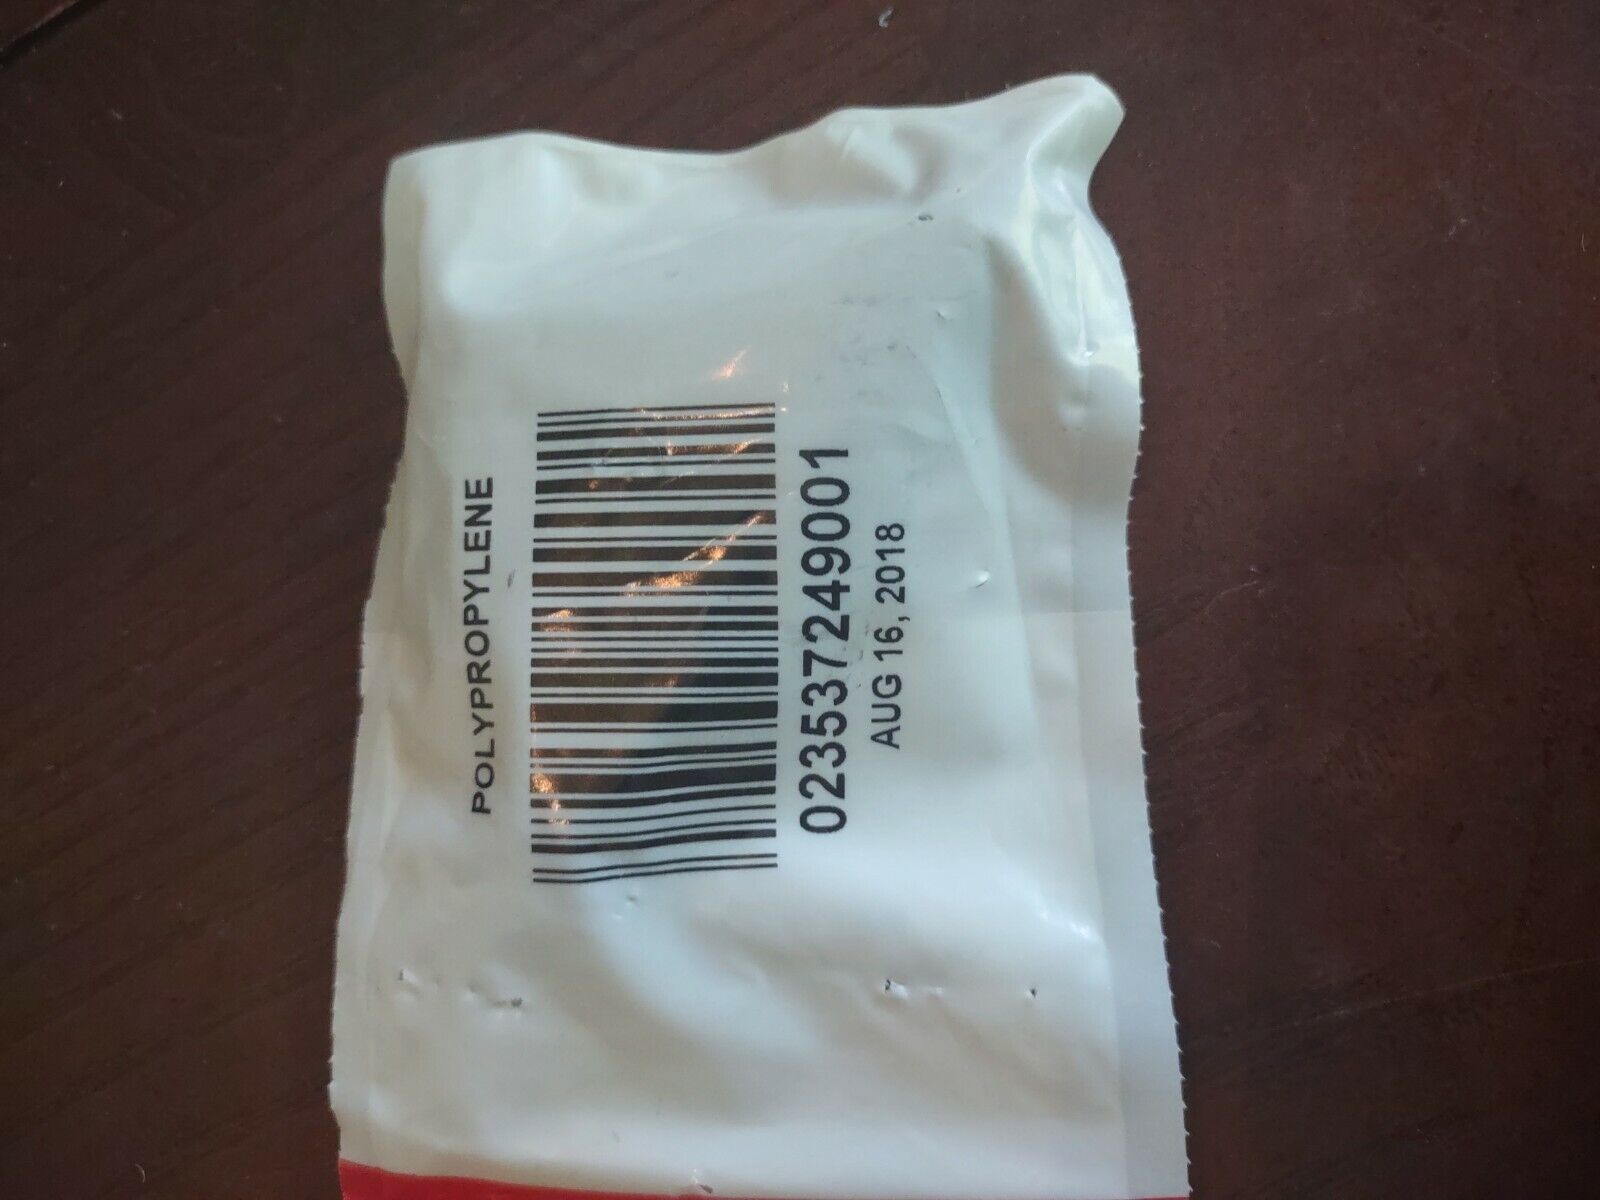 POLYPROPYLENE
023537249001
AUG 16, 2018